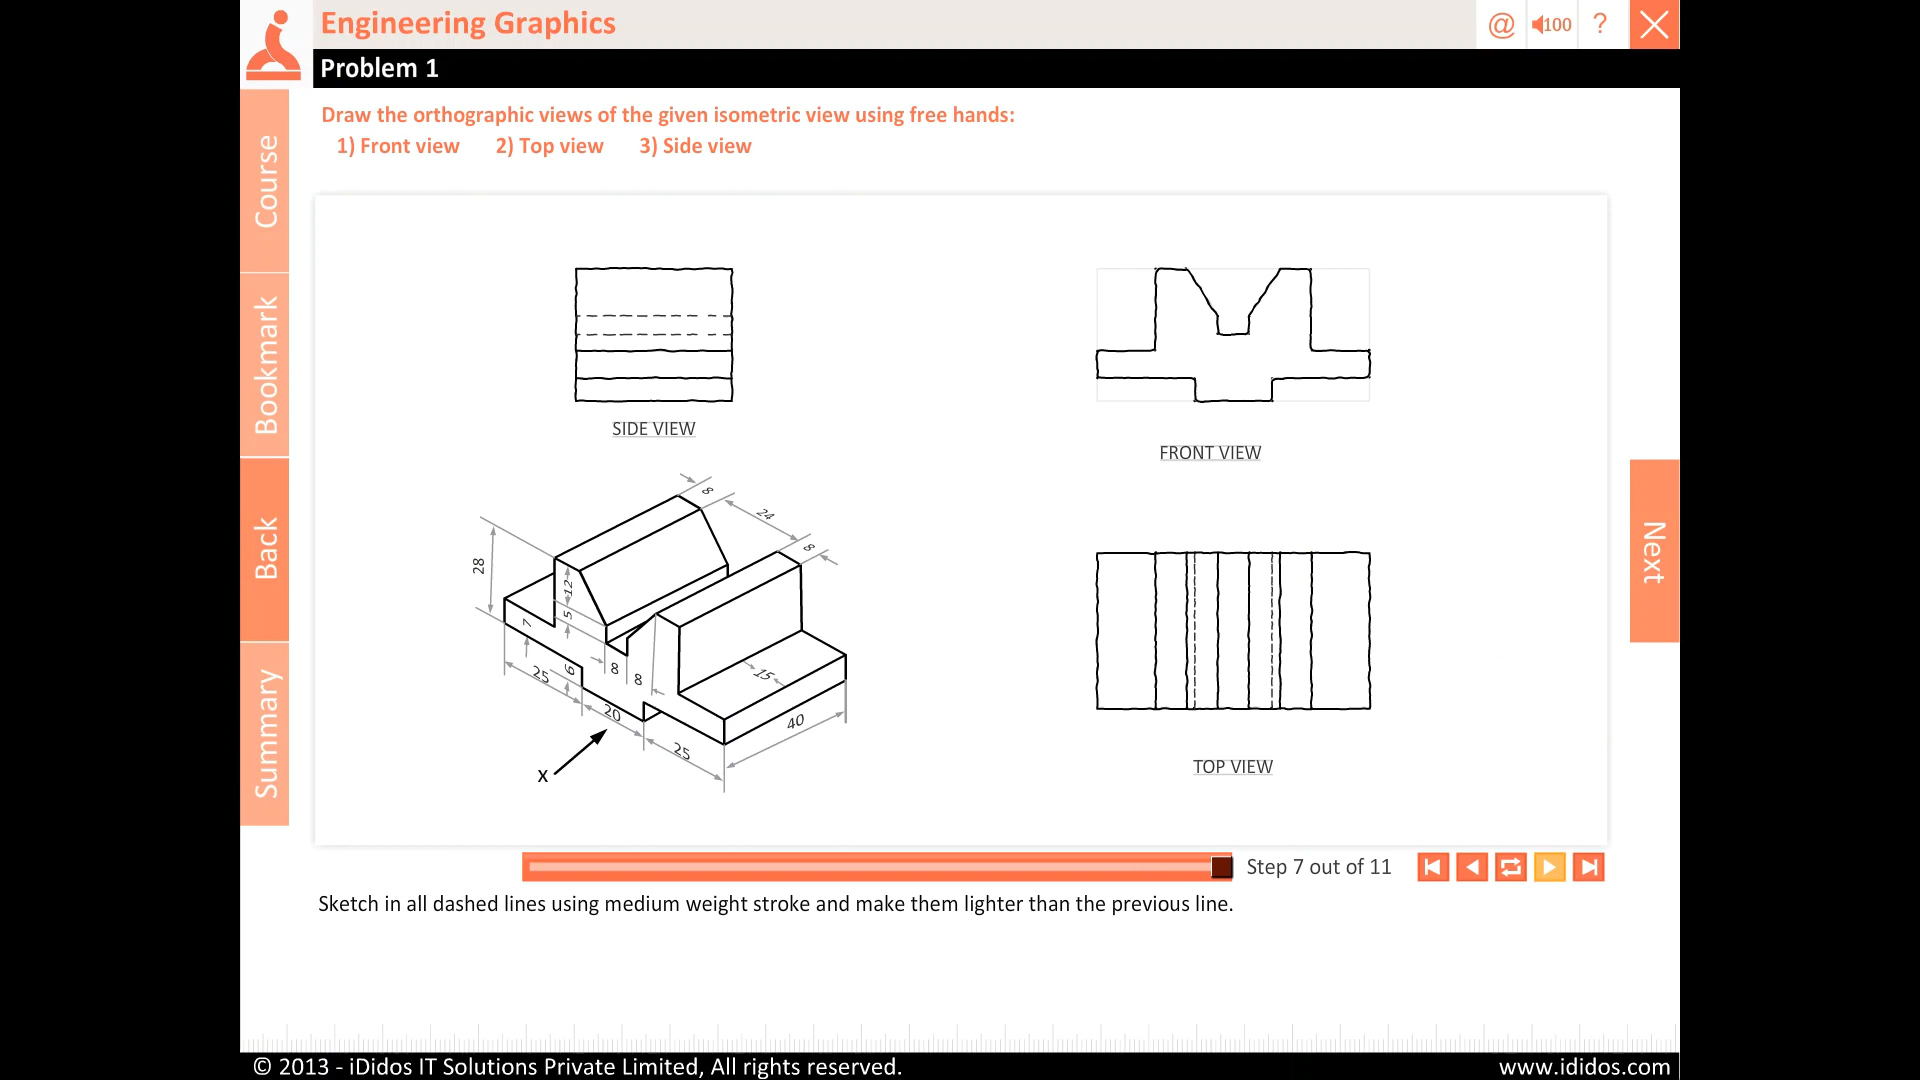 Engineering Graphics
@
100
?
Problem 1
Draw the orthographic views of the given isometric view using free hands:
1) Front view 2) Top view 3) Side view
Course
Bookmark
Back
Summary
Next
SIDE VIEW
FRONT VIEW
8
24
8
28
12
5
7
8
8
6
25
15
20
40
25
X
TOP VIEW
Step 7 out of 11
Sketch in all dashed lines using medium weight stroke and make them lighter than the previous line.
© 2013 - iDidos IT Solutions Private Limited, All rights reserved.
www.ididos.com